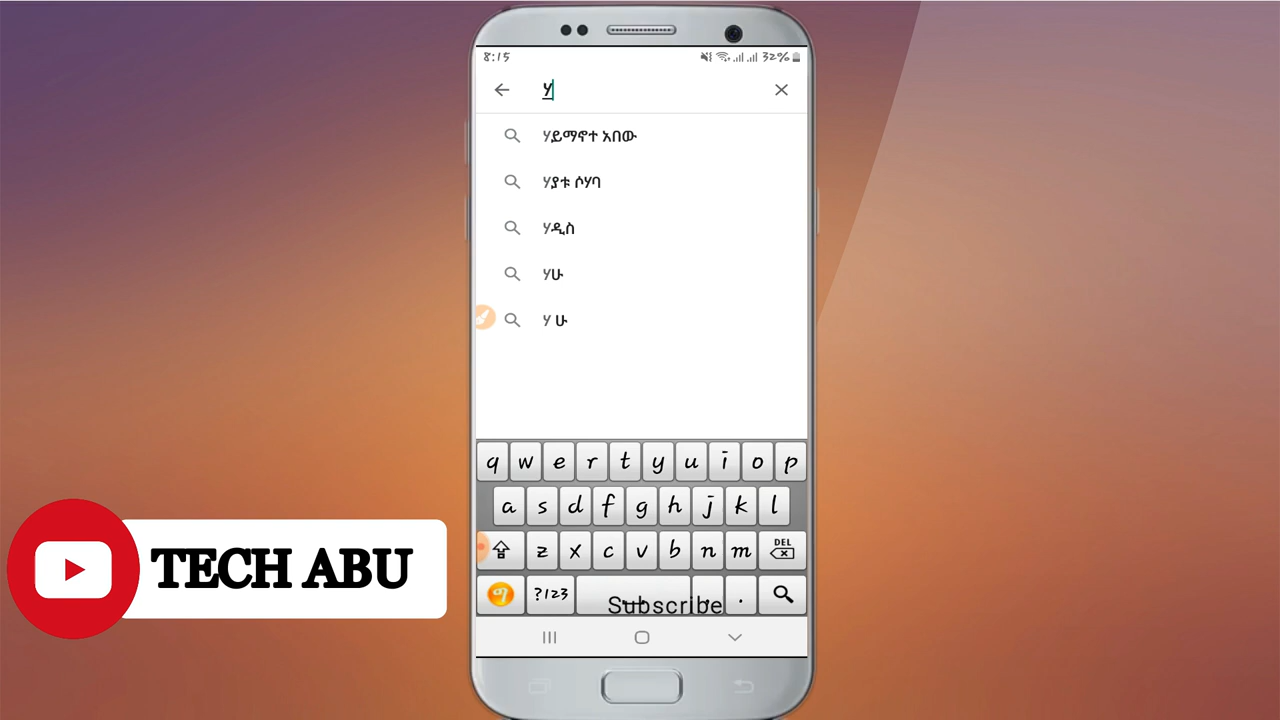 8:15
32%
ሃ
ሃይማኖተ አበው
ሃያቱ ሶሃባ
ሃዲስ
ሃሁ
ሃ ሁ
q w e r t y u i o p
a s d f g h j k l
z x c v b n m DEL
ግ ?123 , .
Subscribe
TECH ABU